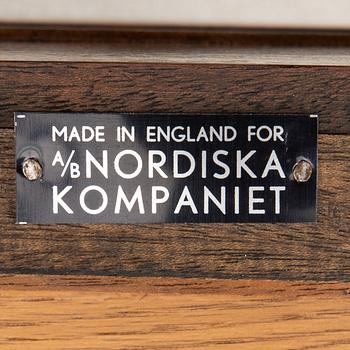 MADE IN ENGLAND FOR
A/B NORDISKA
KOMPANIET